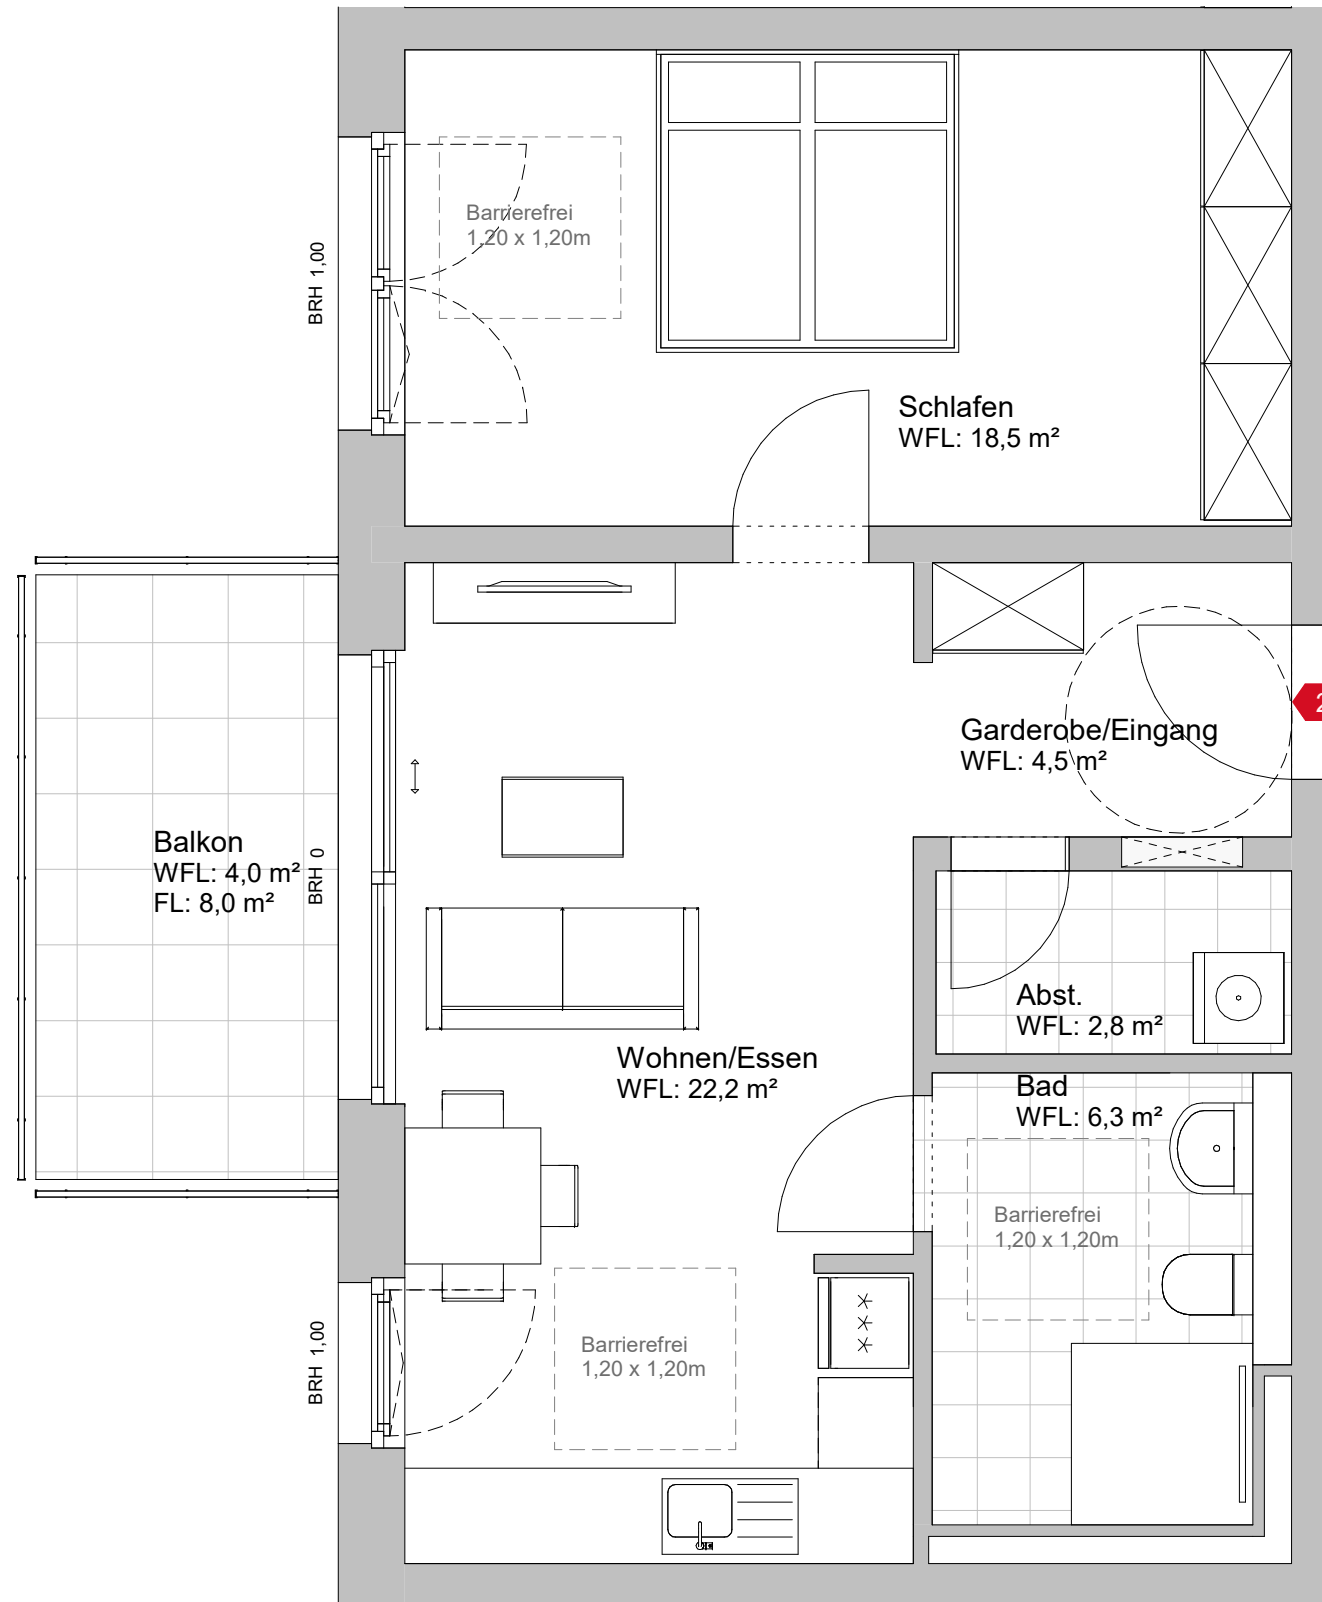 Barrierefrei
1,20 x 1,20m
BRH 1,00
Schlafen
WFL: 18,5 m²
Garderobe/Eingang
WFL: 4,5 m²
2
Balkon
WFL: 4,0 m²
FL: 8,0 m²
BRH 0
Abst.
WFL: 2,8 m²
Wohnen/Essen
WFL: 22,2 m²
Bad
WFL: 6,3 m²
Barrierefrei
1,20 x 1,20m
Barrierefrei
1,20 x 1,20m
BRH 1,00